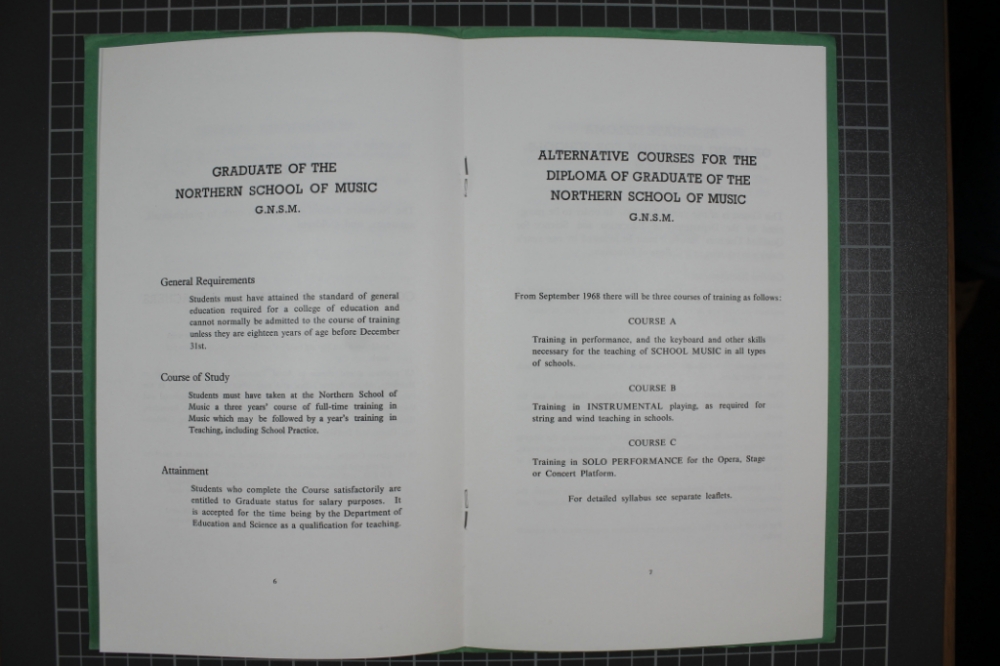 GRADUATE OF THE
NORTHERN SCHOOL OF MUSIC
G.N.S.M.
General Requirements
Students must have attained the standard of general
education required for a college of education and
cannot normally be admitted to the course of training
unless they are eighteen years of age before December
31st.
Course of Study
Students must have taken at the Northern School of
Music a three years' course of full-time training in
Music which may be followed by a year's training in
Teaching, including School Practice.
Attainment
Students who complete the Course satisfactorily are
entitled to Graduate status for salary purposes. It
is accepted for the time being by the Department of
Education and Science as a qualification for teaching.
6
ALTERNATIVE COURSES FOR THE
DIPLOMA OF GRADUATE OF THE
NORTHERN SCHOOL OF MUSIC
G.N.S.M.
From September 1968 there will be three courses of training as follows:
COURSE A
Training in performance, and the keyboard and other skills
necessary for the teaching of SCHOOL MUSIC in all types
of schools.
COURSE B
Training in INSTRUMENTAL playing, as required for
string and wind teaching in schools.
COURSE C
Training in SOLO PERFORMANCE for the Opera, Stage
or Concert Platform.
For detailed syllabus see separate leaflets.
7